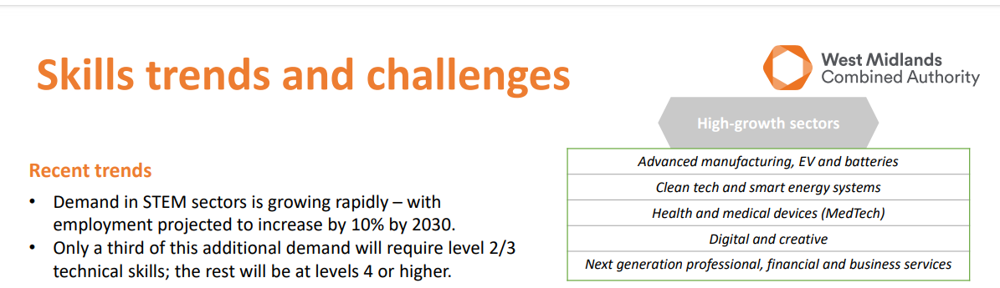 Skills trends and challenges
West Midlands
Combined Authority
High-growth sectors
Recent trends
• Demand in STEM sectors is growing rapidly – with
employment projected to increase by 10% by 2030.
• Only a third of this additional demand will require level 2/3
technical skills; the rest will be at levels 4 or higher.
Advanced manufacturing, EV and batteries
Clean tech and smart energy systems
Health and medical devices (MedTech)
Digital and creative
Next generation professional, financial and business services